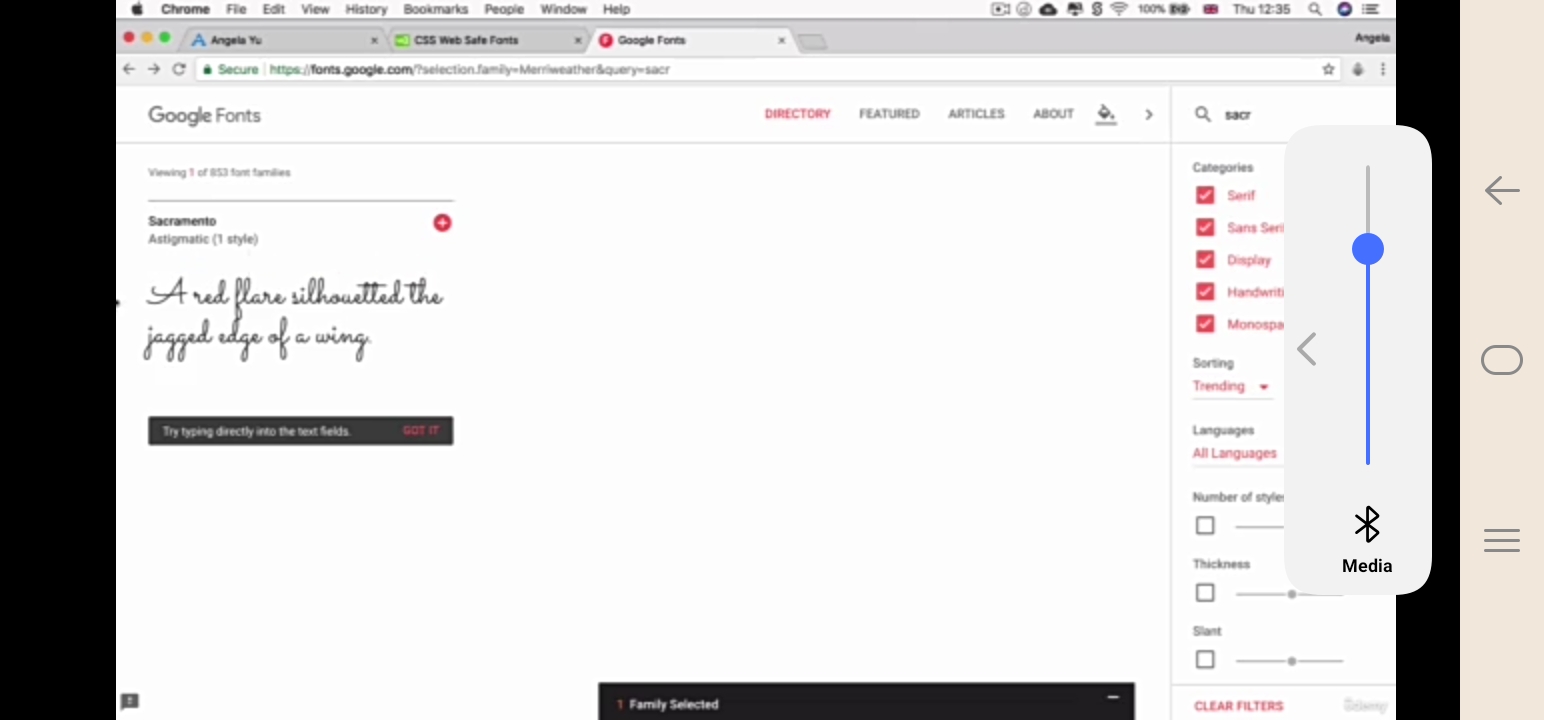 Chrome File Edit View History Bookmarks People Window Help 100% Thu 12:35
Angela Yu CSS Web Safe Fonts Google Fonts Angela
Secure https://fonts.google.com/?selection.family=Merriweather&query=sacr
Google Fonts DIRECTORY FEATURED ARTICLES ABOUT sacr
Viewing 1 of 853 font families
Sacramento
Astigmatic (1 style)
A red flare silhouetted the
jagged edge of a wing.
Try typing directly into the text fields. GOT IT
1 Family Selected
Categories
Serif
Sans Seri
Display
Handwriti
Monospa
Sorting
Trending
Languages
All Languages
Number of styles
Thickness
Slant
CLEAR FILTERS
Udemy
Media